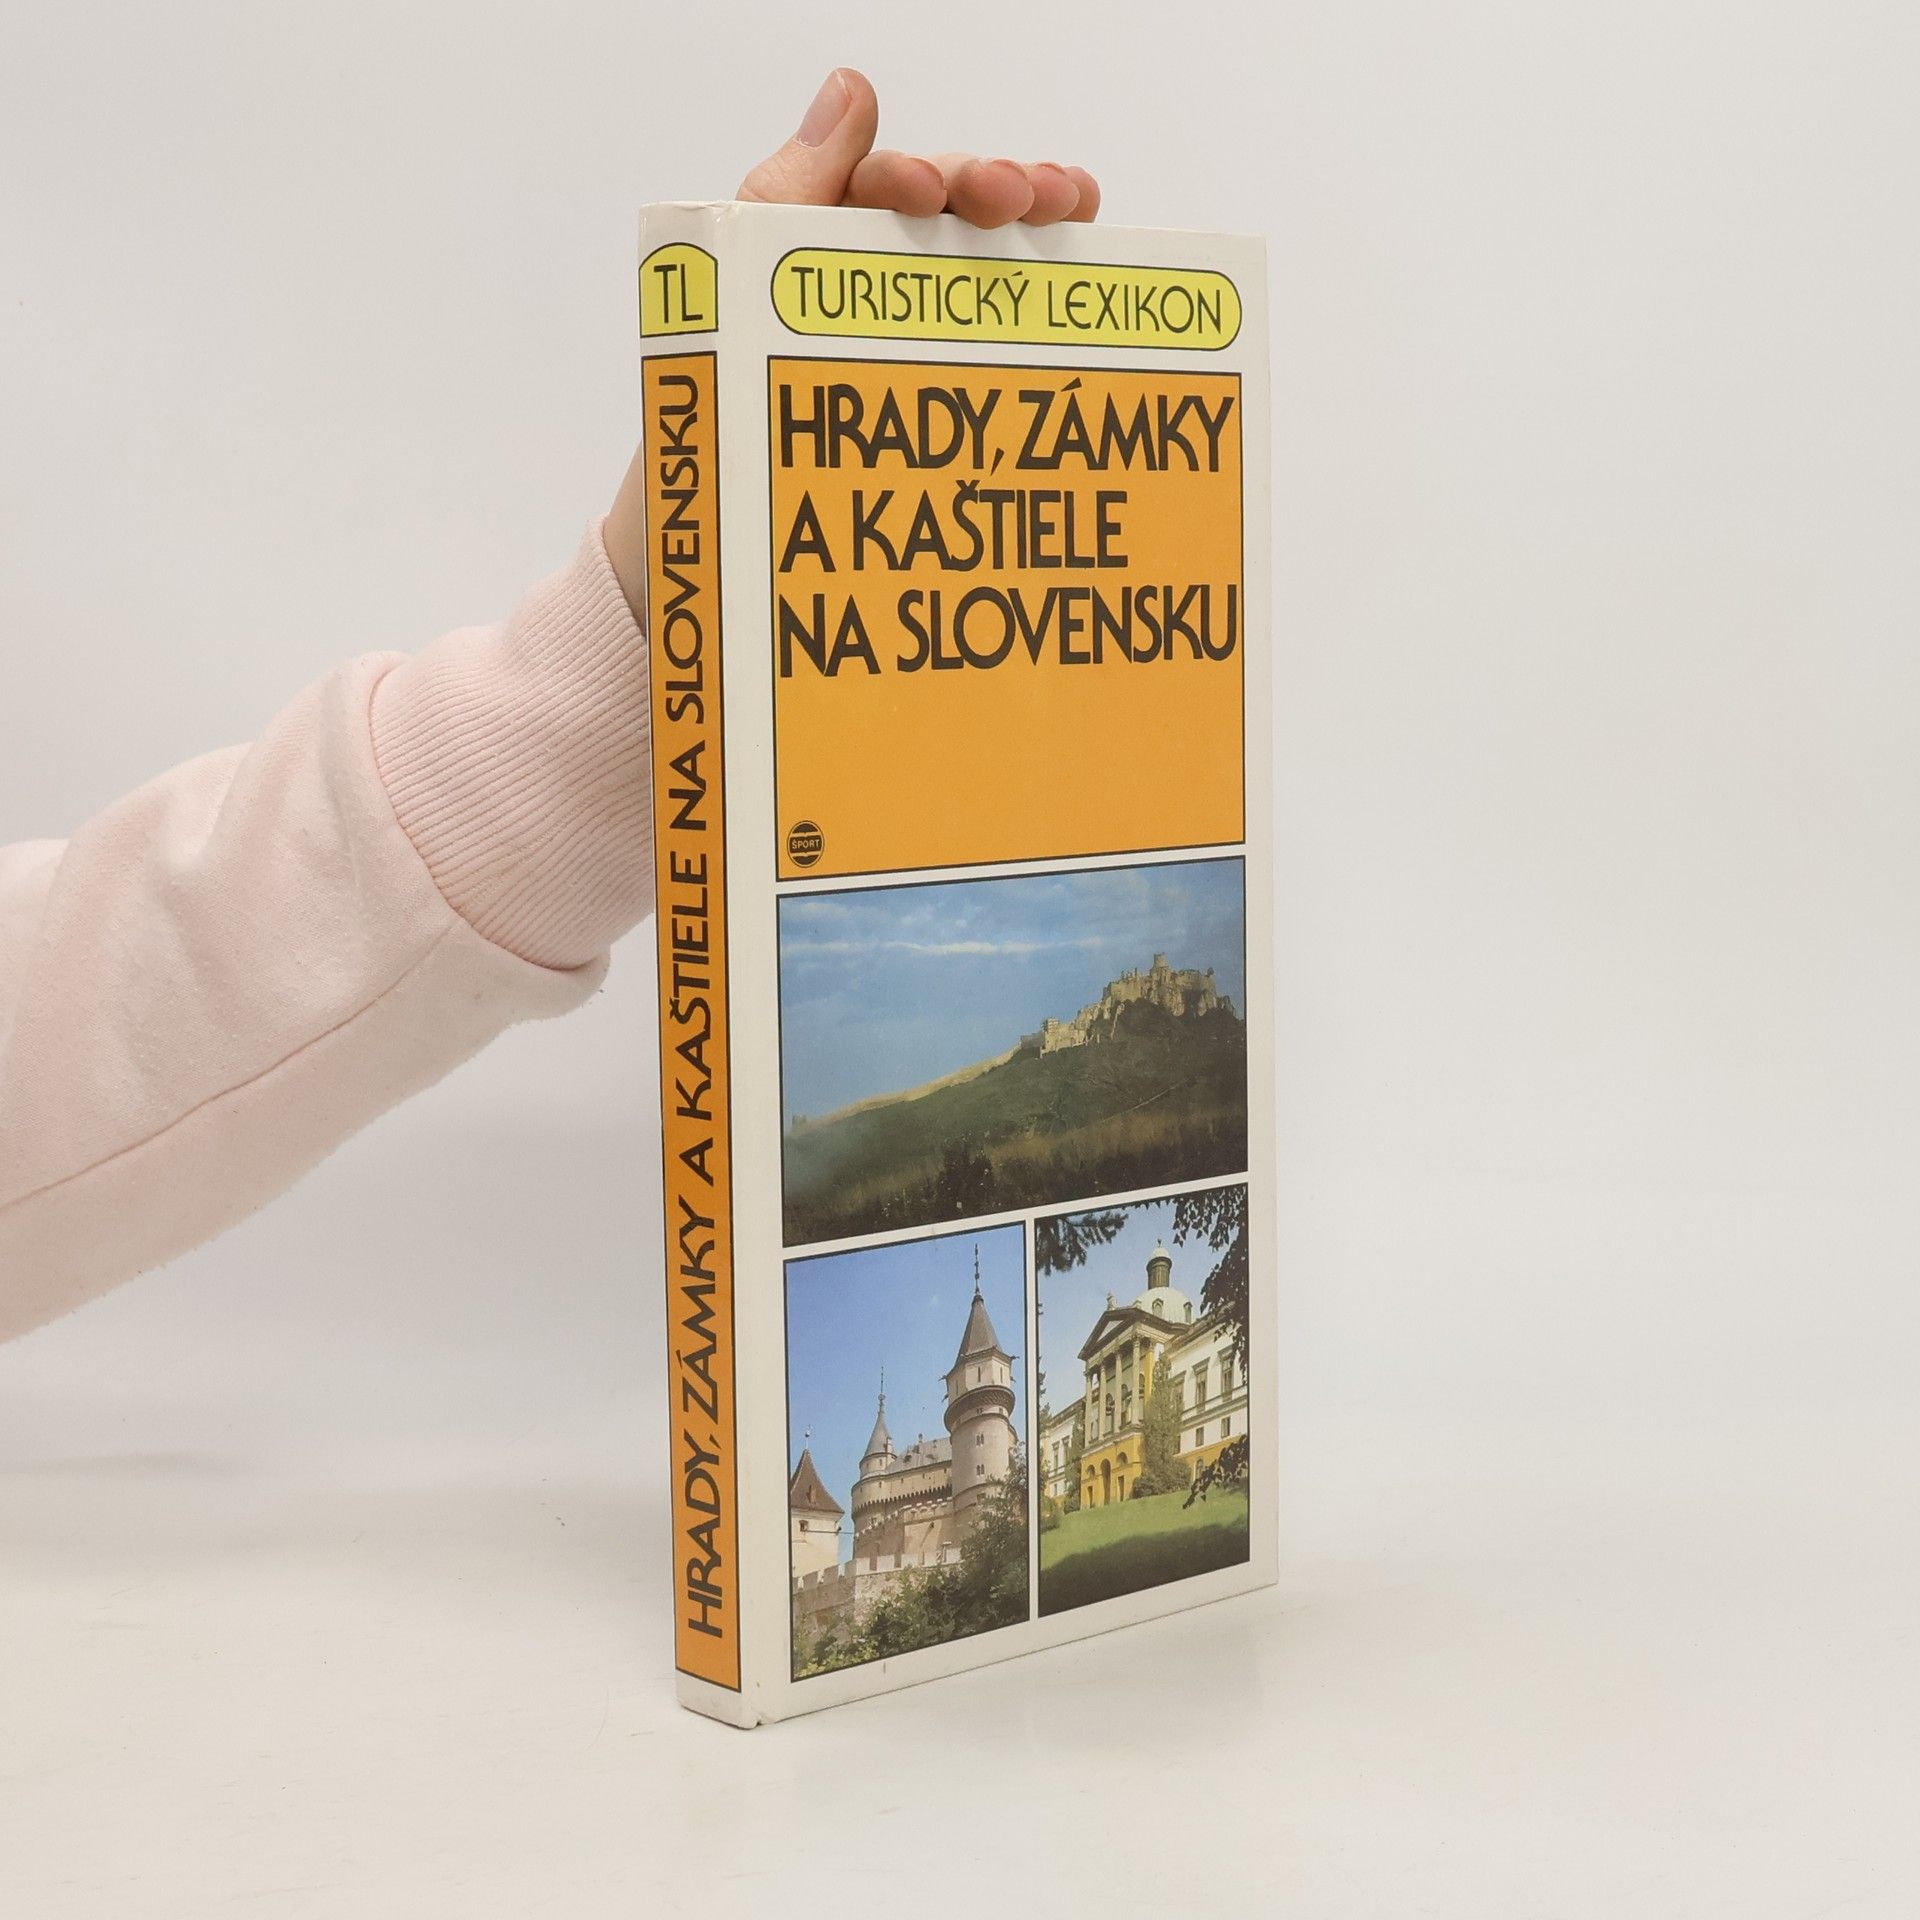 TL
HRADY, ZÁMKY A KAŠTIELE NA SLOVENSKU
TURISTICKÝ LEXIKON
HRADY, ZÁMKY
A KAŠTIELE
NA SLOVENSKU
ŠPORT